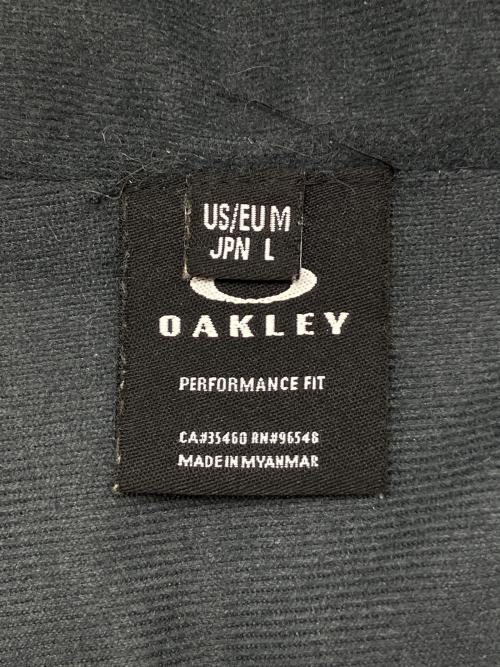 US/EU M
JPN L
OAKLEY
PERFORMANCE FIT
CA#35460 RN#96548
MADE IN MYANMAR